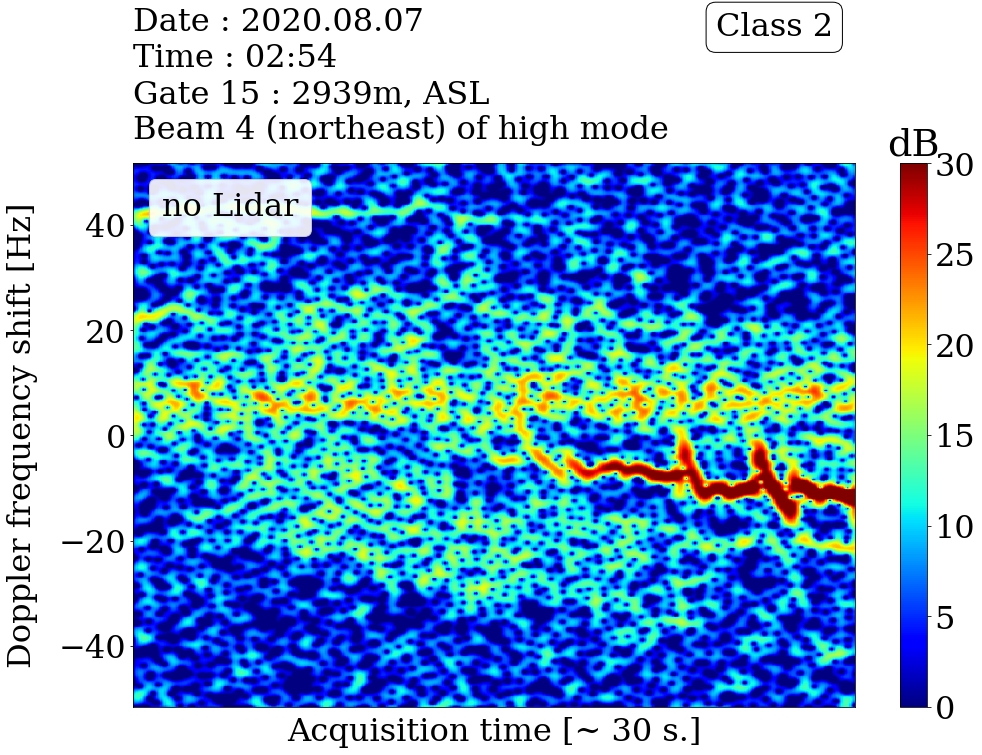 Date : 2020.08.07
Time : 02:54
Gate 15 : 2939m, ASL
Beam 4 (northeast) of high mode
Class 2
dB
no Lidar
Doppler frequency shift [Hz]
40
20
0
−20
−40
30
25
20
15
10
5
0
Acquisition time [~ 30 s.]